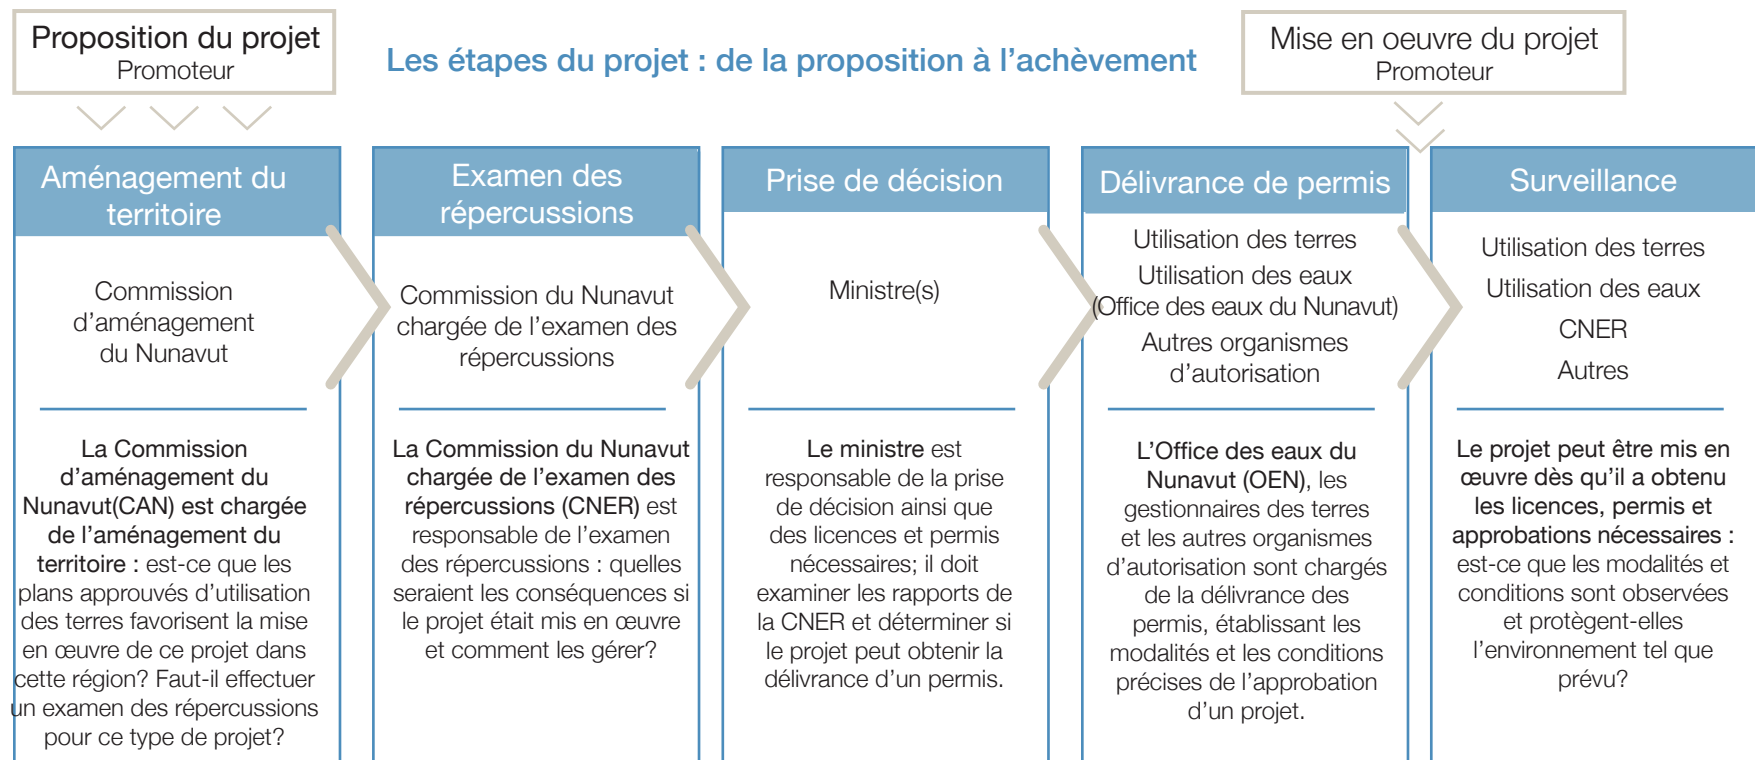 Proposition du projet
Promoteur
Les étapes du projet : de la proposition à l'achèvement
Mise en oeuvre du projet
Promoteur
Aménagement du
territoire
Commission
d'aménagement
du Nunavut
La Commission
d'aménagement du
Nunavut(CAN) est chargée
de l'aménagement du
territoire : est-ce que les
plans approuvés d'utilisation
des terres favorisent la mise
en œuvre de ce projet dans
cette région? Faut-il effectuer
un examen des répercussions
pour ce type de projet?
Examen des
répercussions
Commission du Nunavut
chargée de l'examen des
répercussions
La Commission du Nunavut
chargée de l'examen des
répercussions (CNER) est
responsable de l'examen
des répercussions : quelles
seraient les conséquences si
le projet était mis en œuvre
et comment les gérer?
Prise de décision
Ministre(s)
Le ministre est
responsable de la prise
de décision ainsi que
des licences et permis
nécessaires; il doit
examiner les rapports de
la CNER et déterminer si
le projet peut obtenir la
délivrance d'un permis.
Délivrance de permis
Utilisation des terres
Utilisation des eaux
(Office des eaux du Nunavut)
Autres organismes
d'autorisation
L'Office des eaux du
Nunavut (OEN), les
gestionnaires des terres
et les autres organismes
d'autorisation sont chargés
de la délivrance des
permis, établissant les
modalités et les conditions
précises de l'approbation
d'un projet.
Surveillance
Utilisation des terres
Utilisation des eaux
CNER
Autres
Le projet peut être mis en
œuvre dès qu'il a obtenu
les licences, permis et
approbations nécessaires :
est-ce que les modalités et
conditions sont observées
et protègent-elles
l'environnement tel que
prévu?